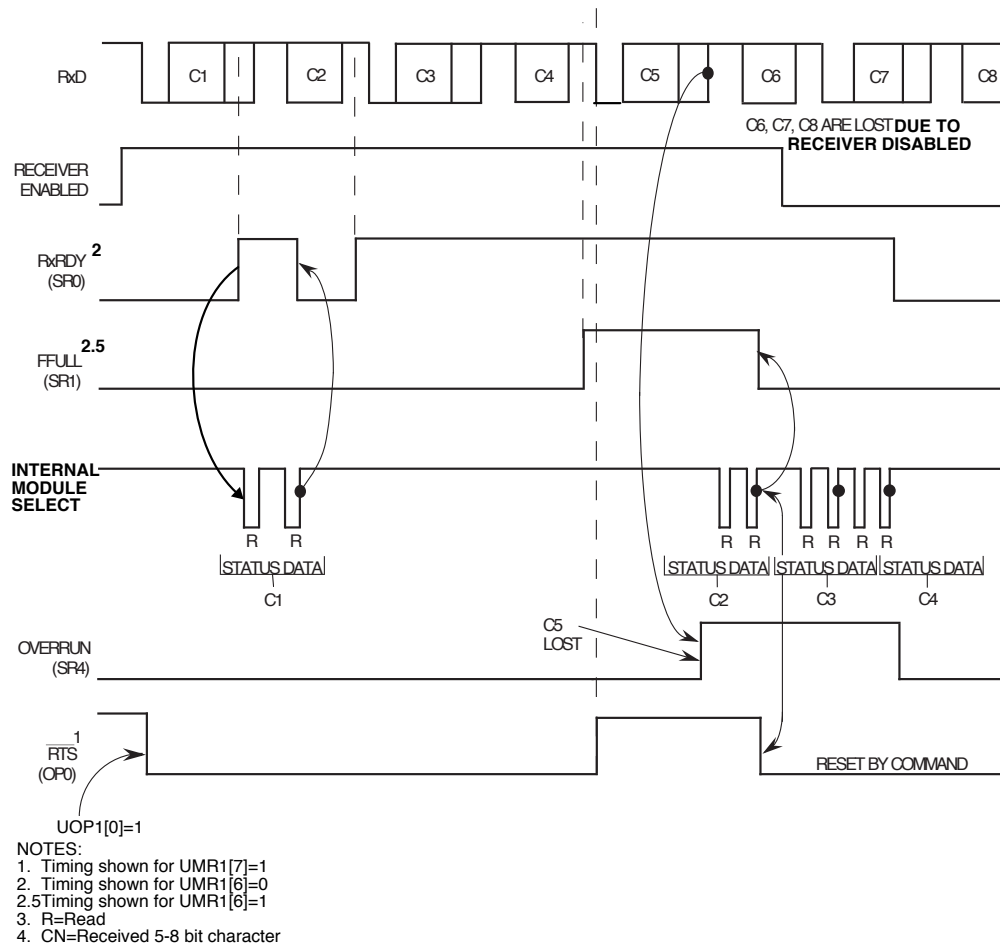 RxD
C1
C2
C3
C4
C5
C6
C7
C8
C6, C7, C8 ARE LOST DUE TO
RECEIVER DISABLED
RECEIVER
ENABLED
RxRDY 2
(SR0)
FFULL 2.5
(SR1)
INTERNAL
MODULE
SELECT
R R R R R R R R
STATUS DATA STATUS DATA STATUS DATA STATUS DATA
C1 C2 C3 C4
C5
LOST
OVERRUN
(SR4)
RTS 1
(OP0)
RESET BY COMMAND
UOP1[0]=1
NOTES:
1. Timing shown for UMR1[7]=1
2. Timing shown for UMR1[6]=0
2.5Timing shown for UMR1[6]=1
3. R=Read
4. CN=Received 5-8 bit character